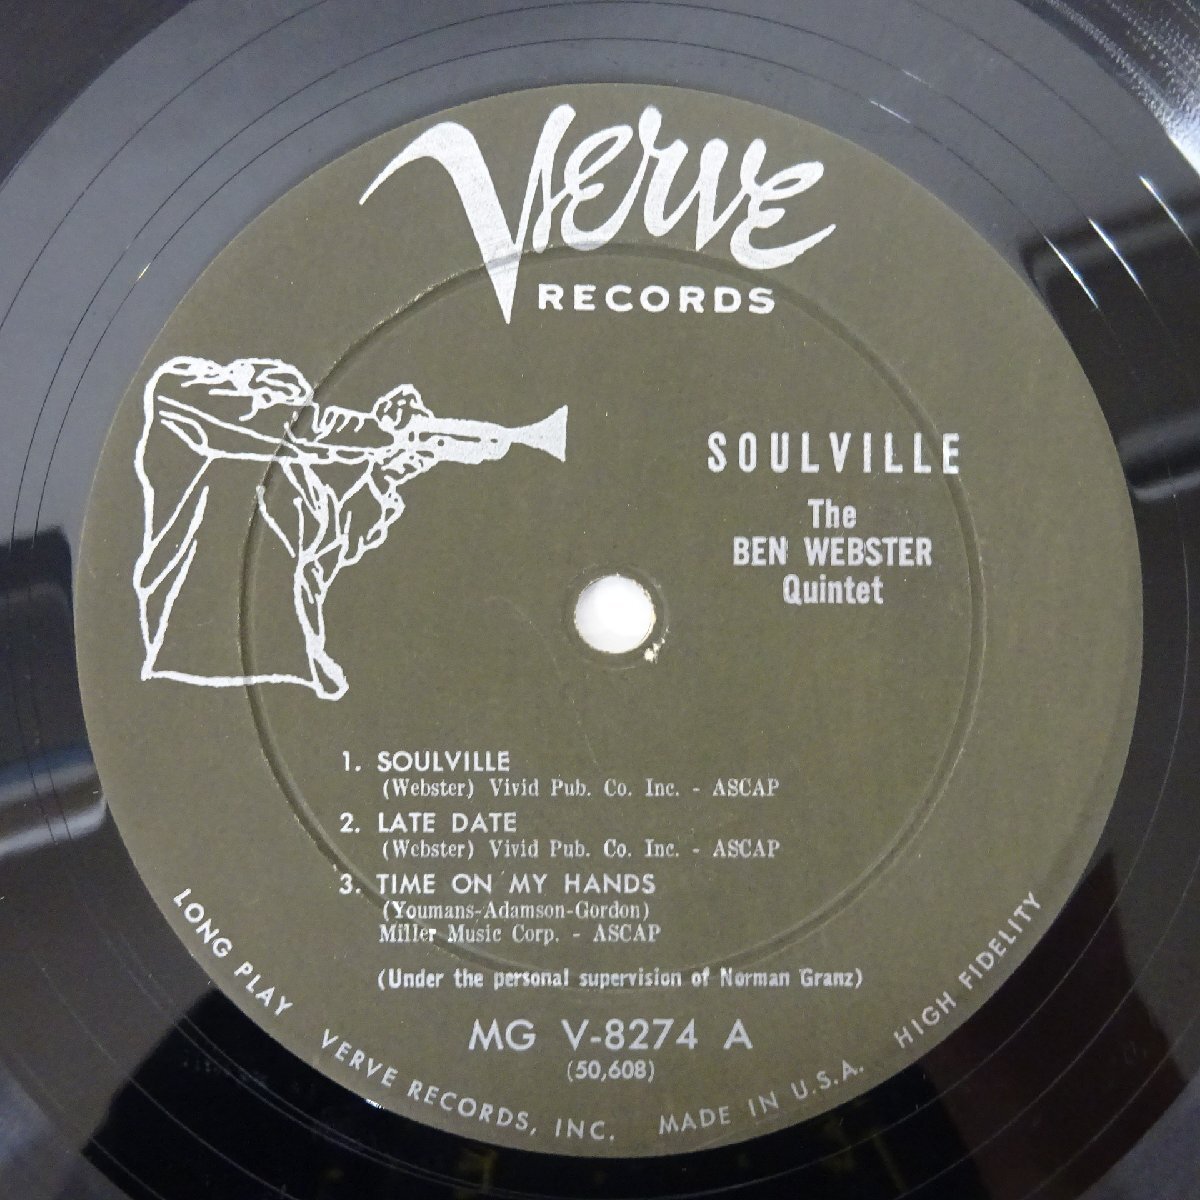 Verve
RECORDS
SOULVILLE
The
BEN WEBSTER
Quintet
1. SOULVILLE
(Webster) Vivid Pub. Co. Inc. - ASCAP
2. LATE DATE
(Webster) Vivid Pub. Co. Inc. - ASCAP
3. TIME ON MY HANDS
(Youmans-Adamson-Gordon)
Miller Music Corp. - ASCAP
(Under the personal supervision of Norman Granz)
MG V-8274 A
(50,608)
LONG PLAY VERVE RECORDS, INC. MADE IN U.S.A. HIGH FIDELITY